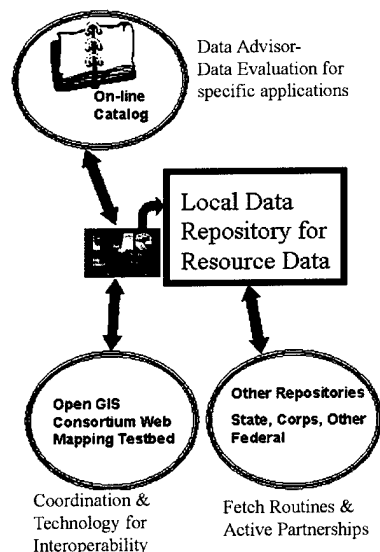 Data Advisor-
Data Evaluation for
specific applications
On-line
Catalog
Local Data
Repository for
Resource Data
Open GIS
Consortium Web
Mapping Testbed
Other Repositories
State, Corps, Other
Federal
Coordination &
Technology for
Interoperability
Fetch Routines &
Active Partnerships